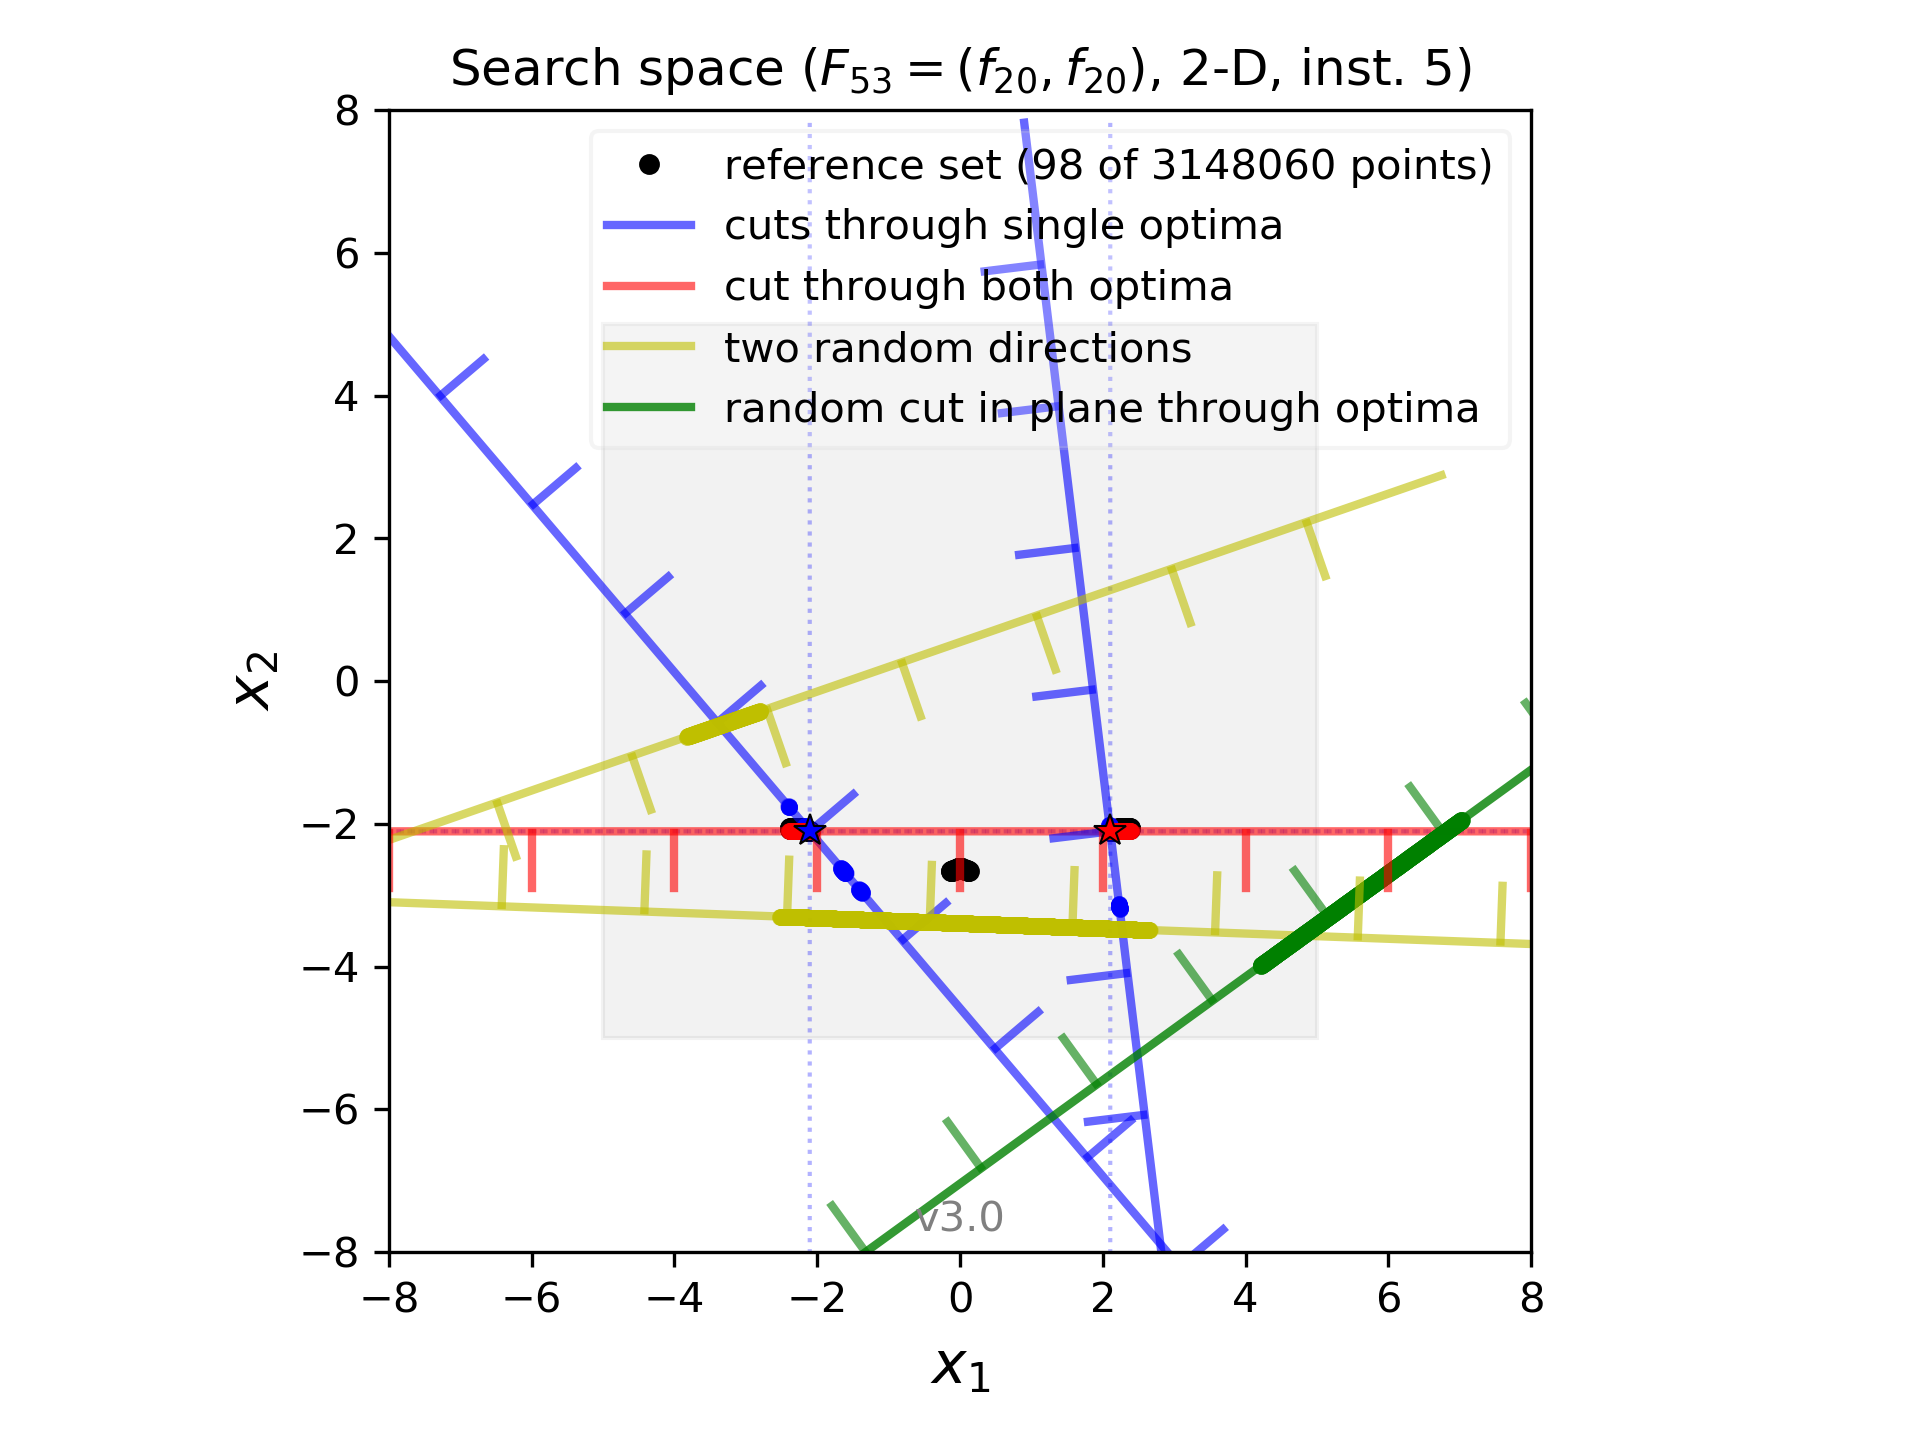 Search space (F53 = (f20, f20), 2-D, inst. 5)
8
6
4
2
0
−2
−4
−6
−8
x2
reference set (98 of 3148060 points)
cuts through single optima
cut through both optima
two random directions
random cut in plane through optima
v3.0
−8 −6 −4 −2 0 2 4 6 8
x1